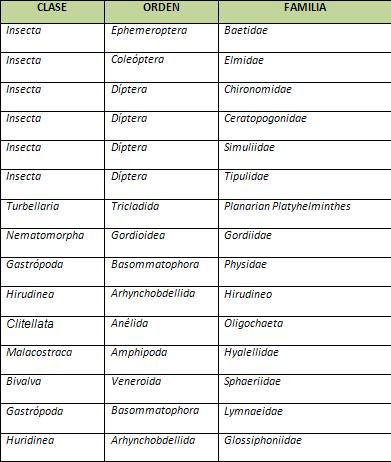 CLASE ORDEN FAMILIA
Insecta Ephemeroptera Baetidae
Insecta Coleóptera Elmidae
Insecta Díptera Chironomidae
Insecta Díptera Ceratopogonidae
Insecta Díptera Simuliidae
Insecta Díptera Tipulidae
Turbellaria Tricladida Planarian Platyhelminthes
Nematomorpha Gordioidea Gordiidae
Gastrópoda Basommatophora Physidae
Hirudinea Arhynchobdellida Hirudineo
Clitellata Anélida Oligochaeta
Malacostraca Amphipoda Hyalellidae
Bivalva Veneroida Sphaeriidae
Gastrópoda Basommatophora Lymnaeidae
Huridinea Arhynchobdellida Glossiphoniidae